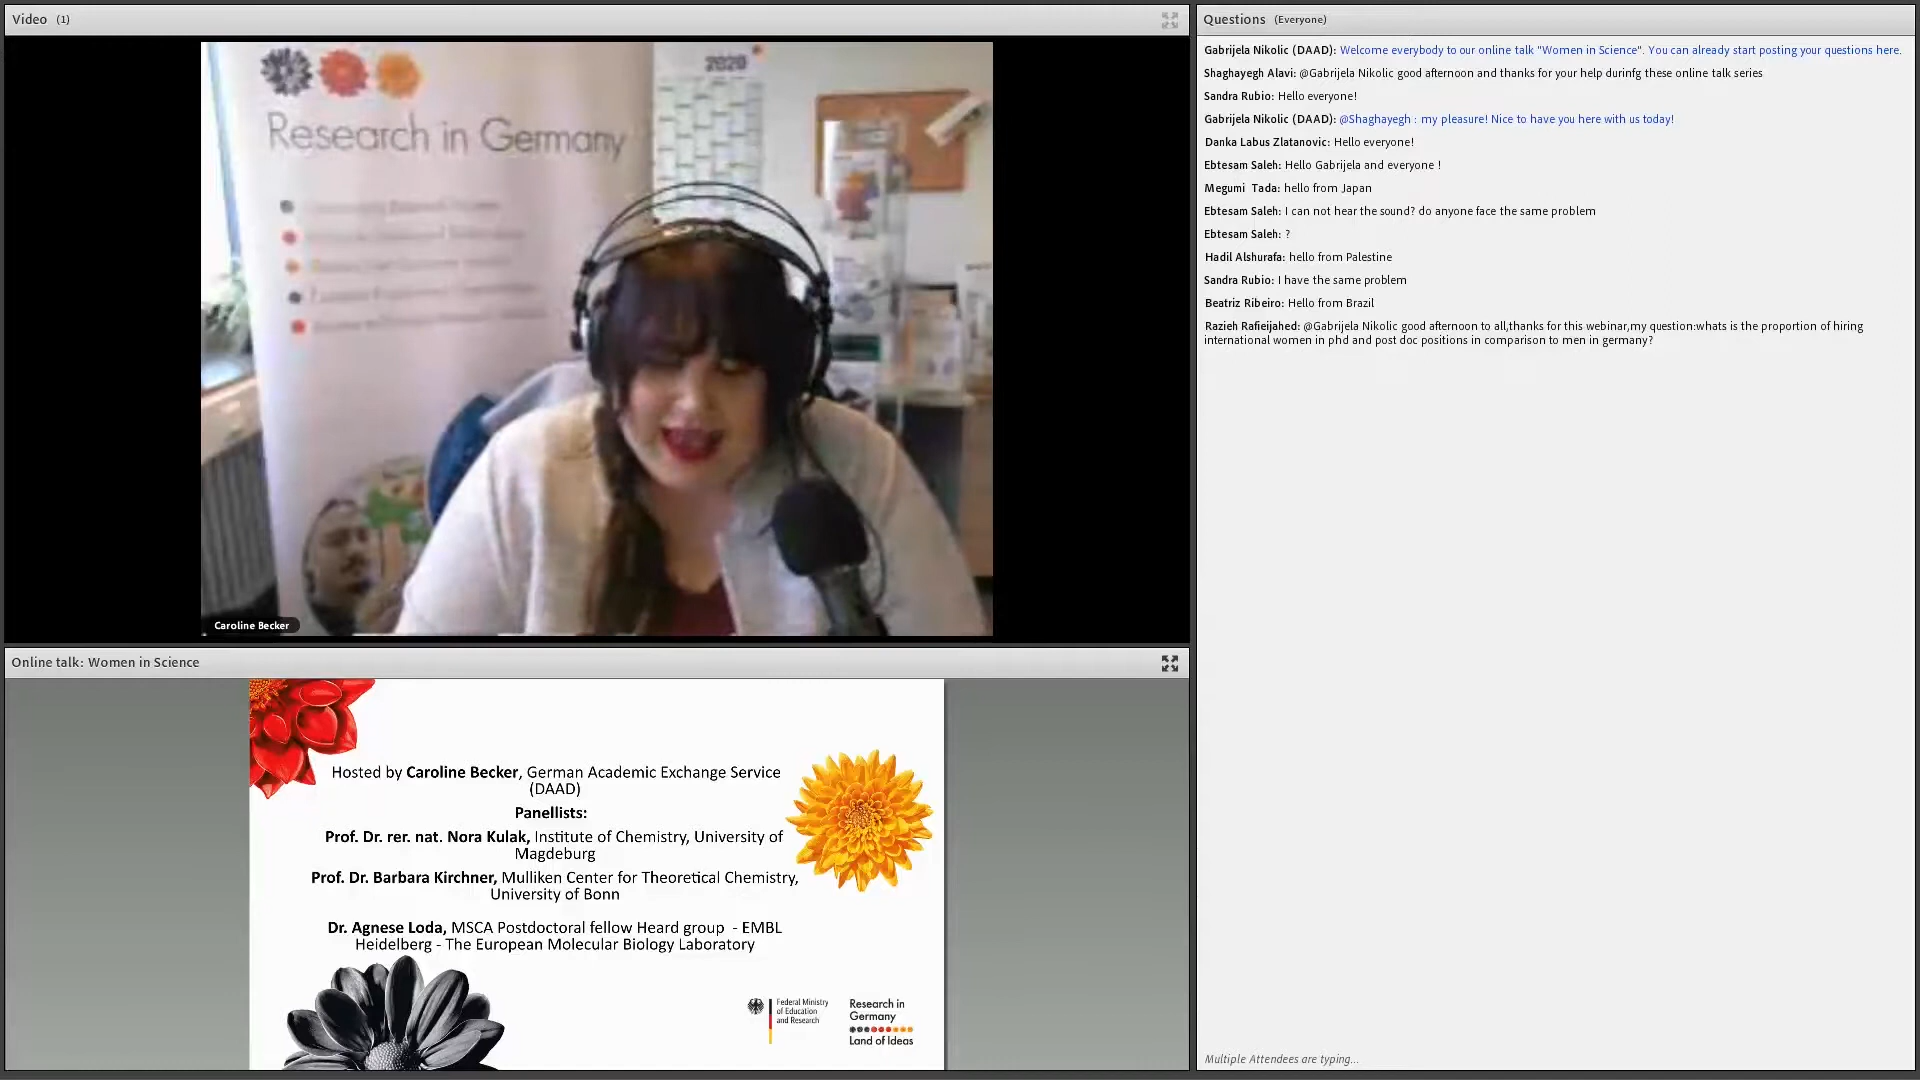 Video (1)
2020
Research in Germany
Caroline Becker
Online talk: Women in Science
Hosted by Caroline Becker, German Academic Exchange Service
(DAAD)
Panellists:
Prof. Dr. rer. nat. Nora Kulak, Institute of Chemistry, University of
Magdeburg
Prof. Dr. Barbara Kirchner, Mulliken Center for Theoretical Chemistry,
University of Bonn
Dr. Agnese Loda, MSCA Postdoctoral fellow Heard group - EMBL
Heidelberg - The European Molecular Biology Laboratory
Federal Ministry
of Education
and Research
Research in
Germany
Land of Ideas
Questions (Everyone)
Gabrijela Nikolic (DAAD): Welcome everybody to our online talk "Women in Science". You can already start posting your questions here.
Shaghayegh Alavi: @Gabrijela Nikolic good afternoon and thanks for your help durinfg these online talk series
Sandra Rubio: Hello everyone!
Gabrijela Nikolic (DAAD): @Shaghayegh : my pleasure! Nice to have you here with us today!
Danka Labus Zlatanovic: Hello everyone!
Ebtesam Saleh: Hello Gabrijela and everyone !
Megumi Tada: hello from Japan
Ebtesam Saleh: I can not hear the sound? do anyone face the same problem
Ebtesam Saleh: ?
Hadil Alshurafa: hello from Palestine
Sandra Rubio: I have the same problem
Beatriz Ribeiro: Hello from Brazil
Razieh Rafieijahed: @Gabrijela Nikolic good afternoon to all,thanks for this webinar,my question:whats is the proportion of hiring
international women in phd and post doc positions in comparison to men in germany?
Multiple Attendees are typing...